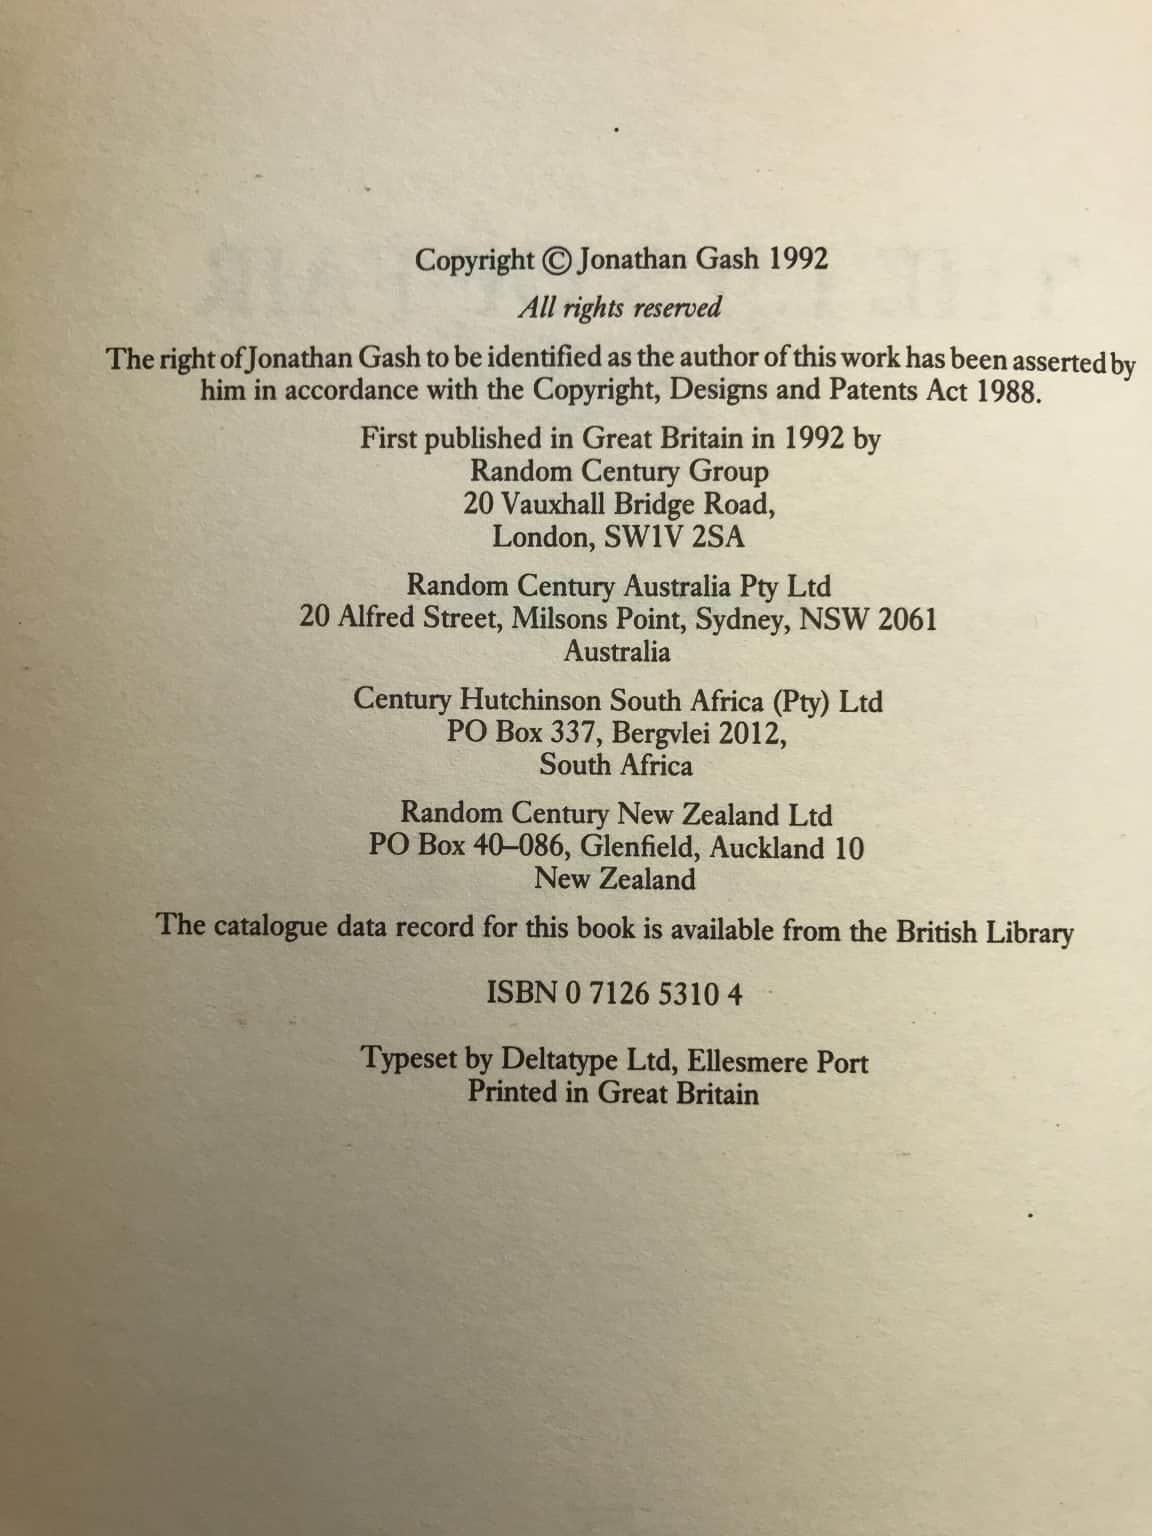 Copyright © Jonathan Gash 1992
All rights reserved
The right of Jonathan Gash to be identified as the author of this work has been asserted by
him in accordance with the Copyright, Designs and Patents Act 1988.
First published in Great Britain in 1992 by
Random Century Group
20 Vauxhall Bridge Road,
London, SW1V 2SA
Random Century Australia Pty Ltd
20 Alfred Street, Milsons Point, Sydney, NSW 2061
Australia
Century Hutchinson South Africa (Pty) Ltd
PO Box 337, Bergvlei 2012,
South Africa
Random Century New Zealand Ltd
PO Box 40–086, Glenfield, Auckland 10
New Zealand
The catalogue data record for this book is available from the British Library
ISBN 0 7126 5310 4
Typeset by Deltatype Ltd, Ellesmere Port
Printed in Great Britain